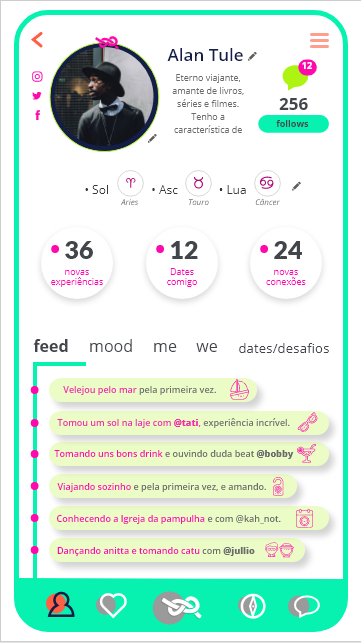 Alan Tule
Eterno viajante,
amante de livros,
séries e filmes.
Tenho a
característica de
12
256
follows
• Sol
Aries
• Asc
Touro
• Lua
Câncer
36
novas
experiências
12
Dates
comigo
24
novas
conexões
feed mood me we dates/desafios
Velejou pelo mar pela primeira vez.
Tomou um sol na laje com @tati, experiência incrível.
Tomando uns bons drink e ouvindo duda beat @bobby
Viajando sozinho e pela primeira vez, e amando.
Conhecendo a Igreja da pampulha e com @kah_not.
Dançando anitta e tomando catu com @jullio